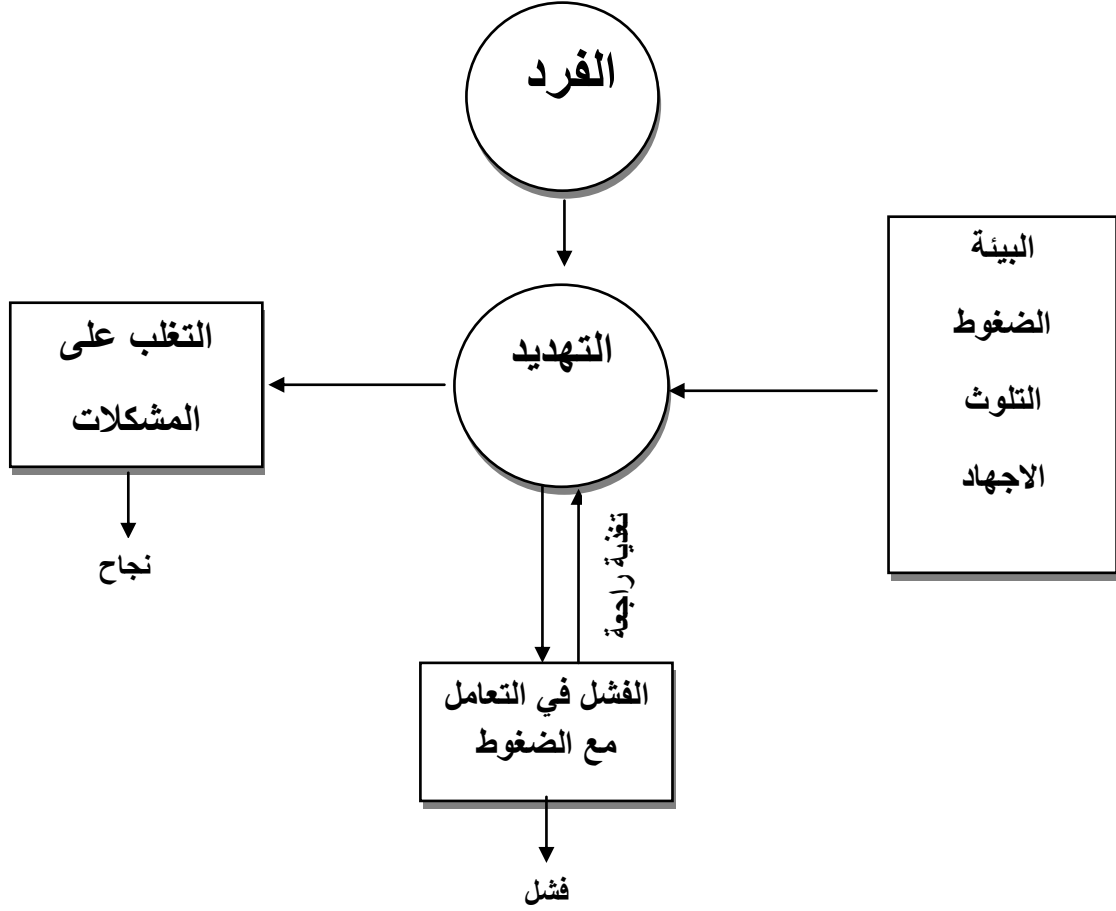 الفرد
البيئة
الضغوط
التلوث
الاجهاد
التهديد
التغلب على
المشكلات
نجاح
تغذية راجعة
الفشل في التعامل
مع الضغوط
فشل